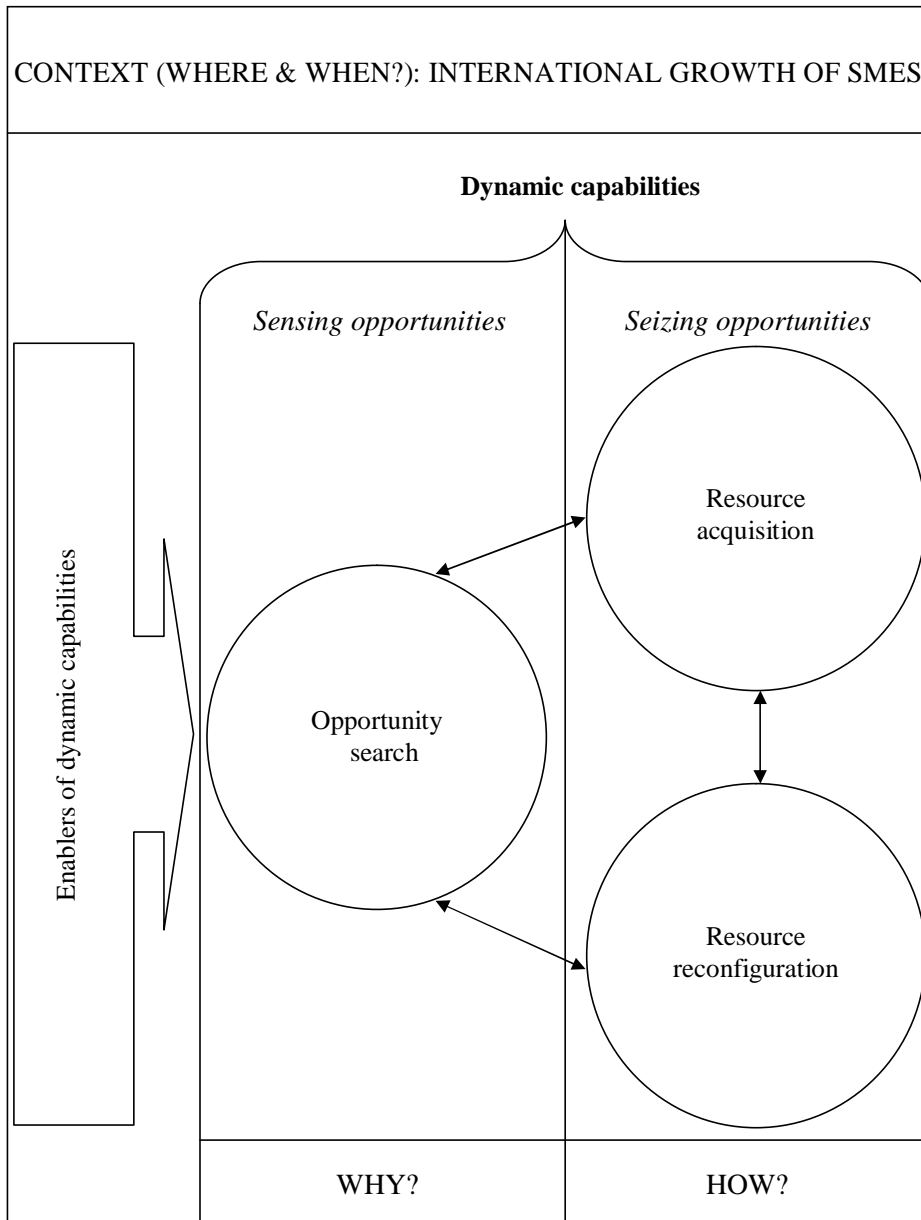 CONTEXT (WHERE & WHEN?): INTERNATIONAL GROWTH OF SMES
Dynamic capabilities
Sensing opportunities
Seizing opportunities
Enablers of dynamic capabilities
Opportunity
search
Resource
acquisition
Resource
reconfiguration
WHY?
HOW?